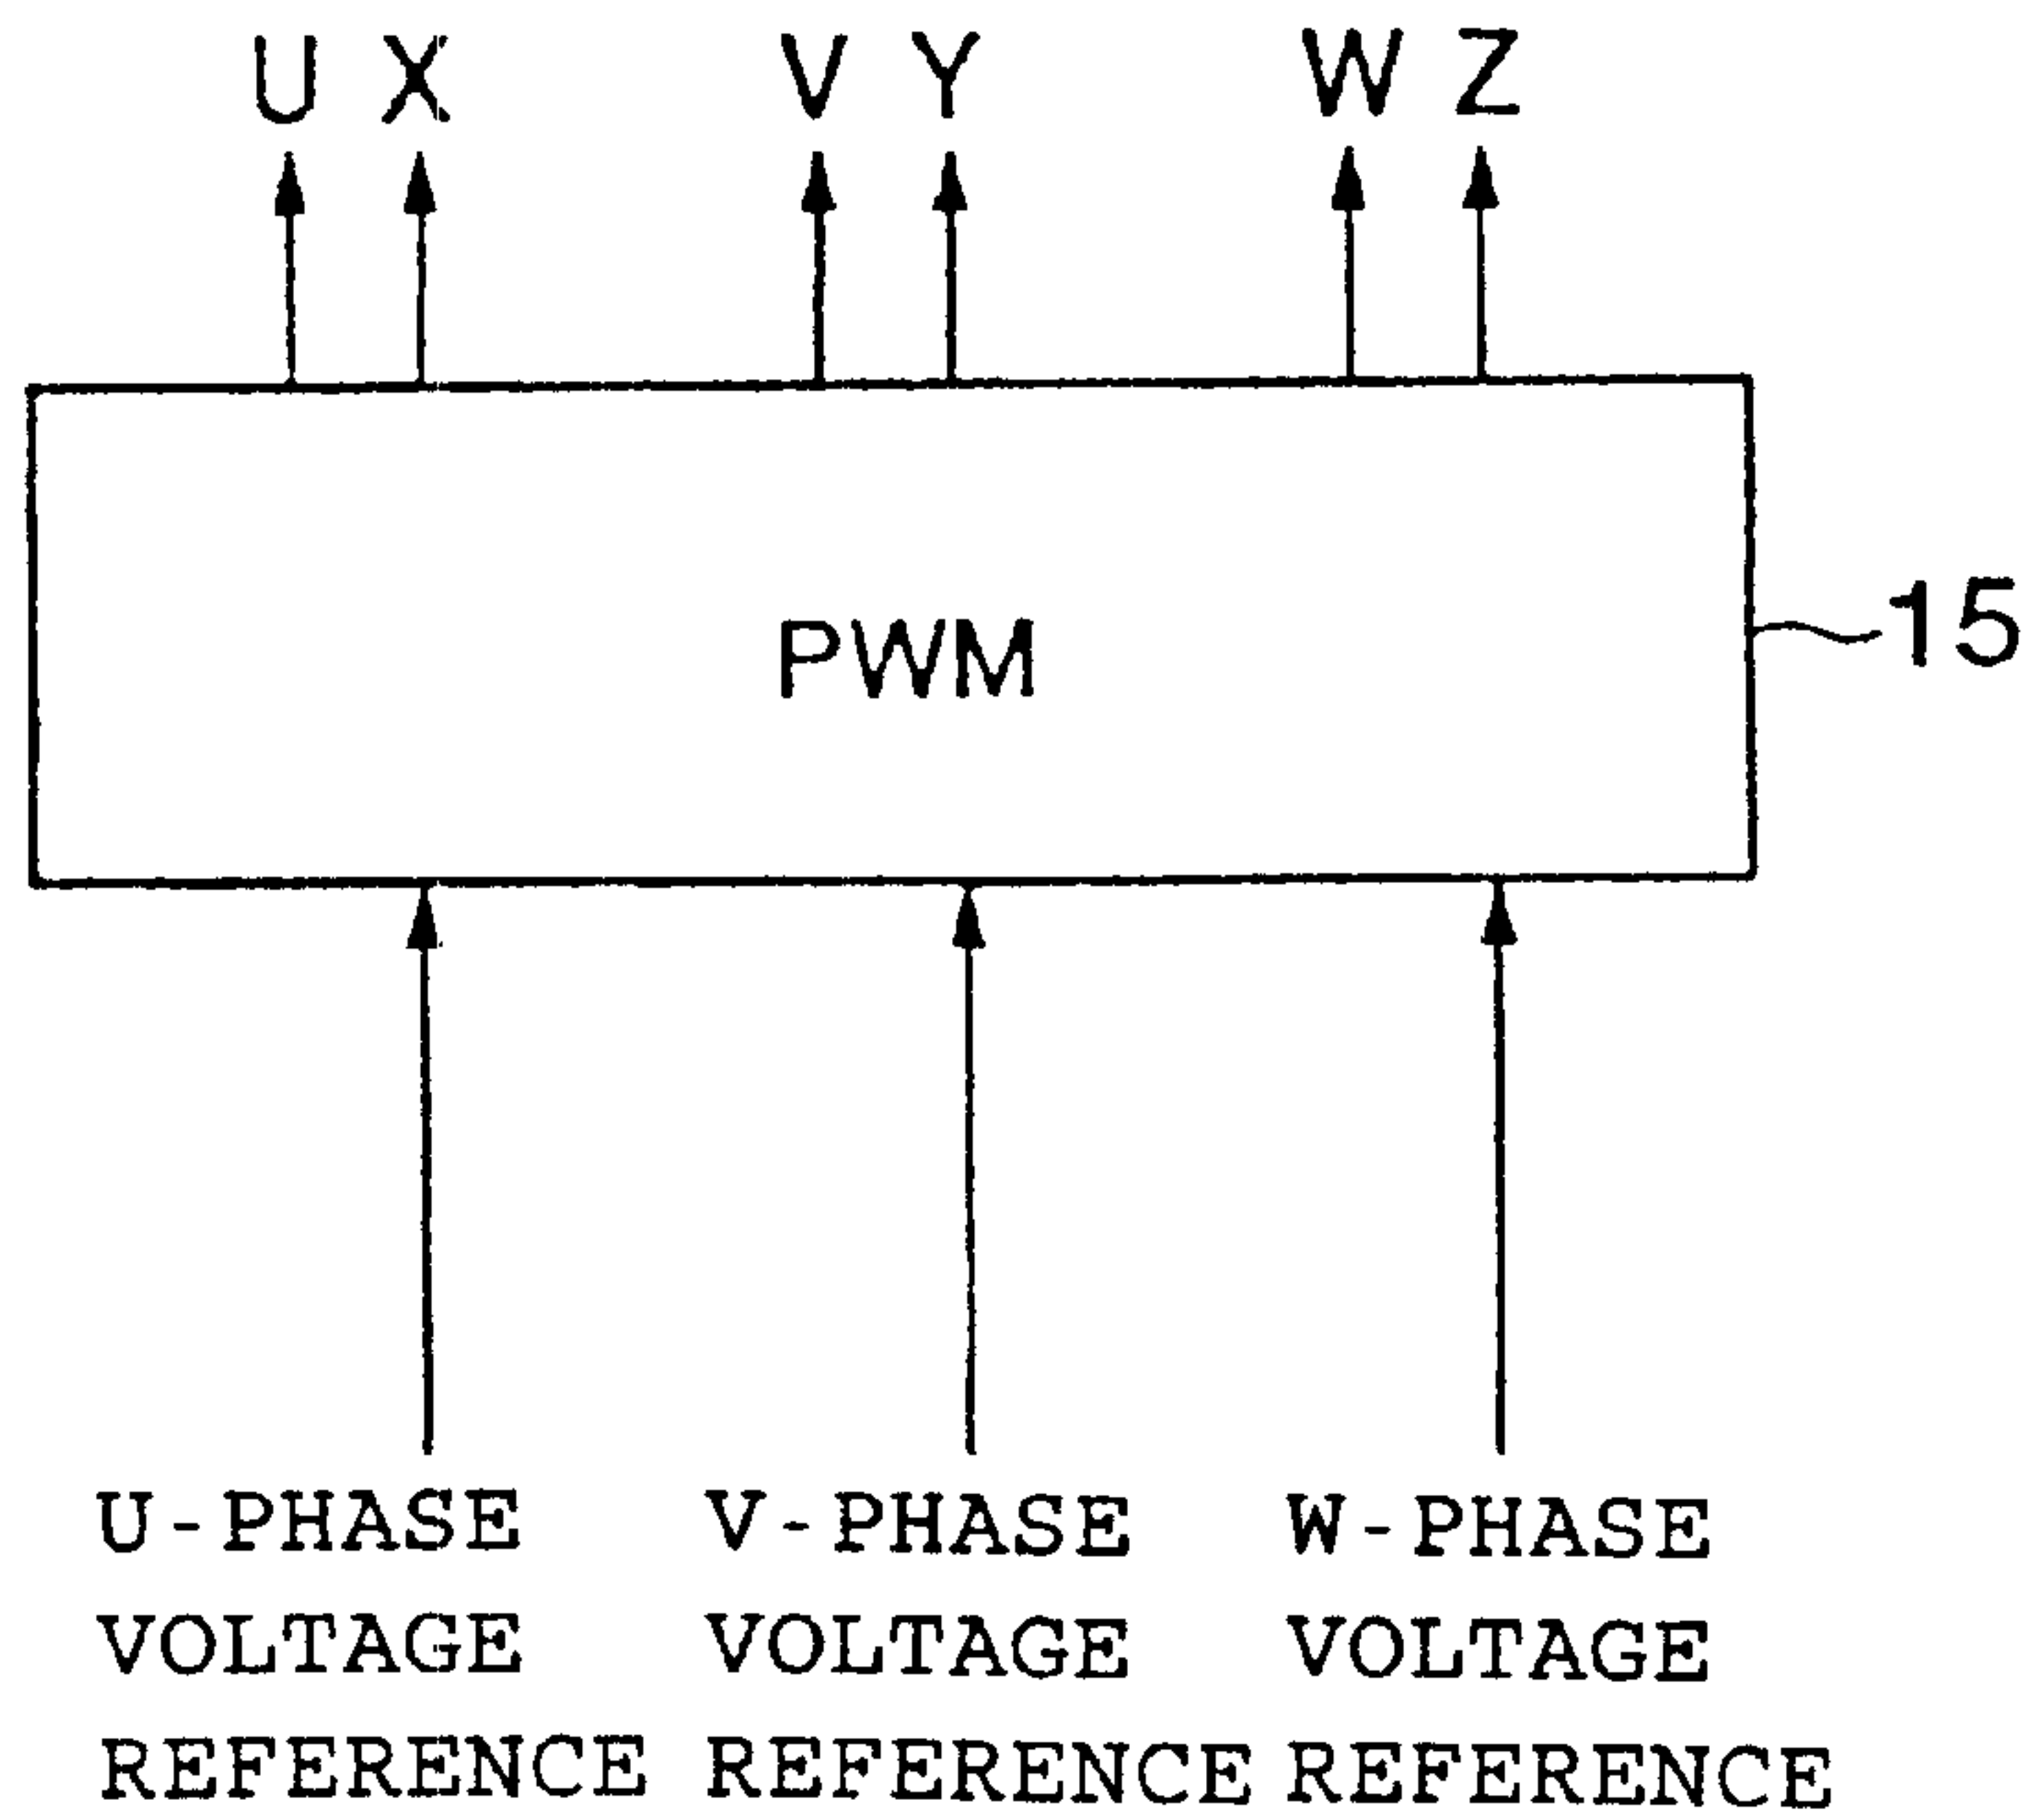 U X V Y W Z
PWM
15
U-PHASE V-PHASE W-PHASE
VOLTAGE VOLTAGE VOLTAGE
REFERENCE REFERENCE REFERENCE